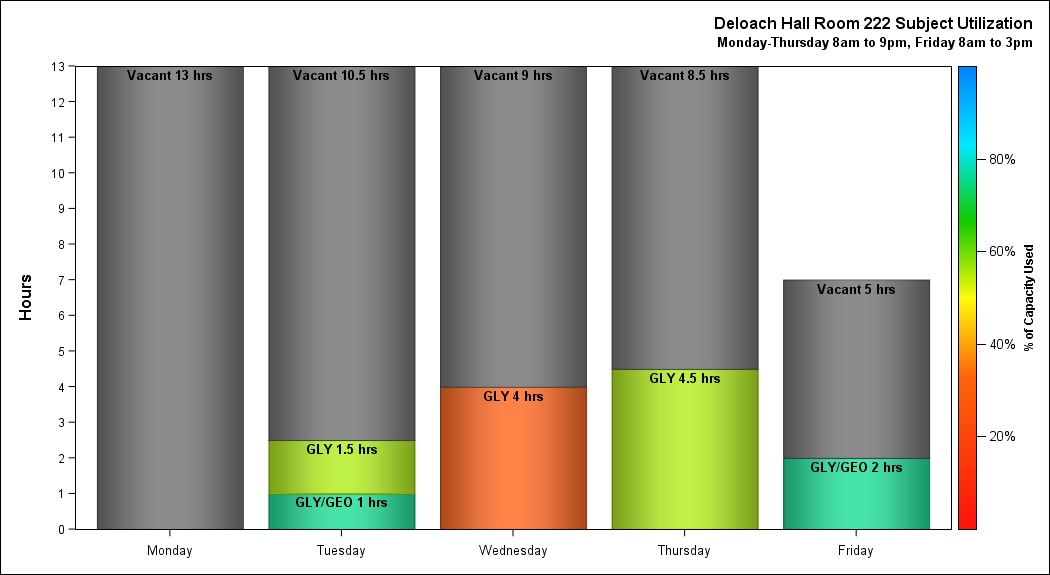 Deloach Hall Room 222 Subject Utilization
Monday-Thursday 8am to 9pm, Friday 8am to 3pm
Hours
13
12
11
10
9
8
7
6
5
4
3
2
1
0
Vacant 13 hrs
Vacant 10.5 hrs
GLY 1.5 hrs
GLY/GEO 1 hrs
Vacant 9 hrs
GLY 4 hrs
Vacant 8.5 hrs
GLY 4.5 hrs
Vacant 5 hrs
GLY/GEO 2 hrs
Monday
Tuesday
Wednesday
Thursday
Friday
80%
60%
40%
20%
% of Capacity Used